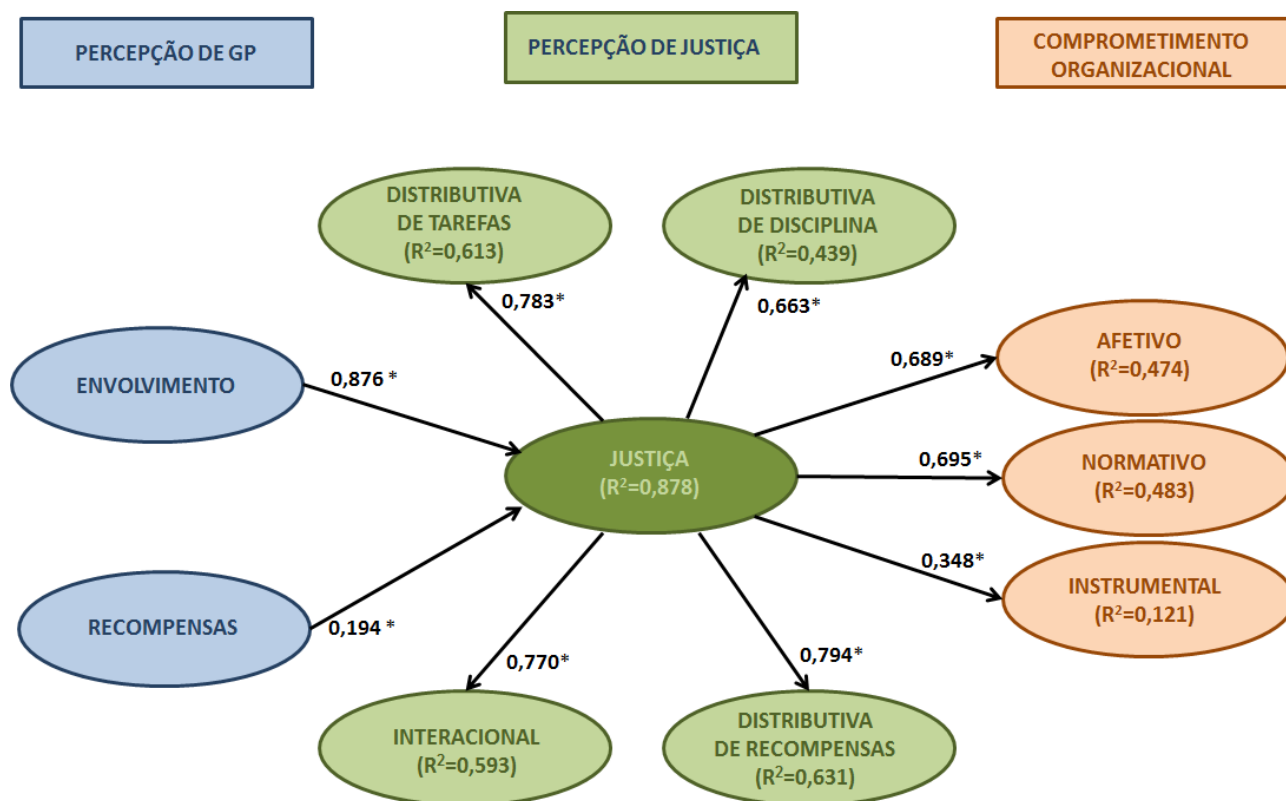 PERCEPÇÃO DE GP
PERCEPÇÃO DE JUSTIÇA
COMPROMETIMENTO
ORGANIZACIONAL
DISTRIBUTIVA
DE TAREFAS
(R²=0,613)
DISTRIBUTIVA
DE DISCIPLINA
(R²=0,439)
0,783*
0,663*
AFETIVO
(R²=0,474)
0,689*
ENVOLVIMENTO
0,876 *
JUSTIÇA
(R²=0,878)
0,695*
NORMATIVO
(R²=0,483)
0,348*
INSTRUMENTAL
(R²=0,121)
RECOMPENSAS
0,194 *
0,770*
0,794*
INTERACIONAL
(R²=0,593)
DISTRIBUTIVA
DE RECOMPENSAS
(R²=0,631)